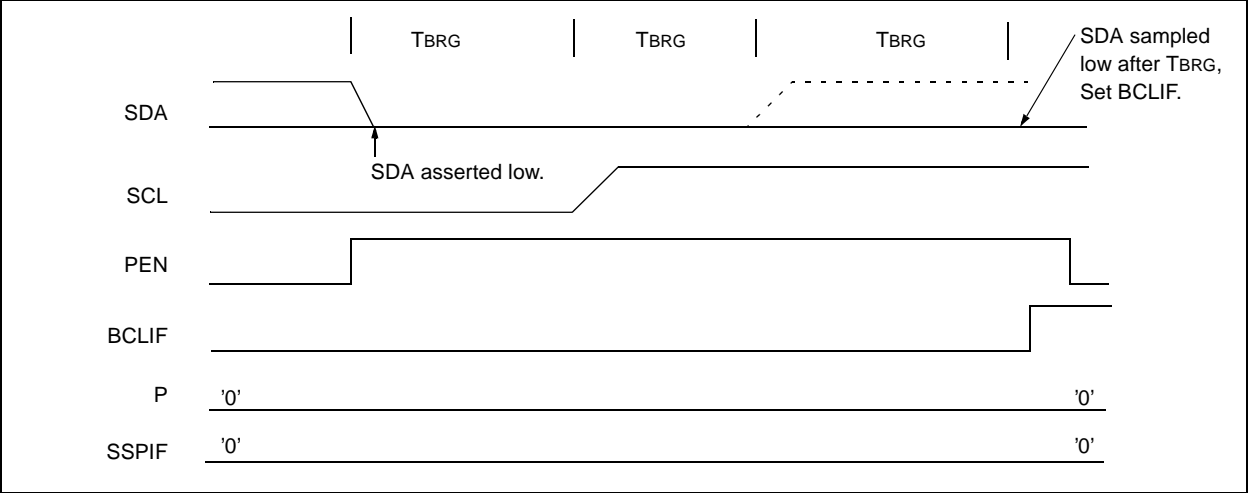 TBRG TBRG TBRG
SDA sampled
low after TBRG,
Set BCLIF.
SDA
SDA asserted low.
SCL
PEN
BCLIF
P '0' '0'
SSPIF '0' '0'